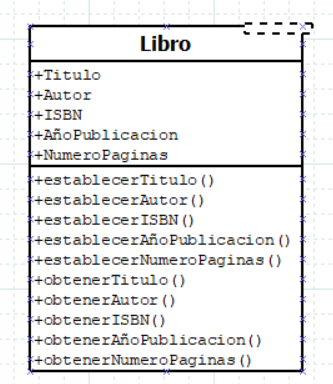 Libro
+Titulo
+Autor
+ISBN
+AñoPublicacion
+NumeroPaginas
+establecerTitulo()
+establecerAutor()
+establecerISBN()
+establecerAñoPublicacion()
+establecerNumeroPaginas()
+obtenerTitulo()
+obtenerAutor()
+obtenerISBN()
+obtenerAñoPublicacion()
+obtenerNumeroPaginas()